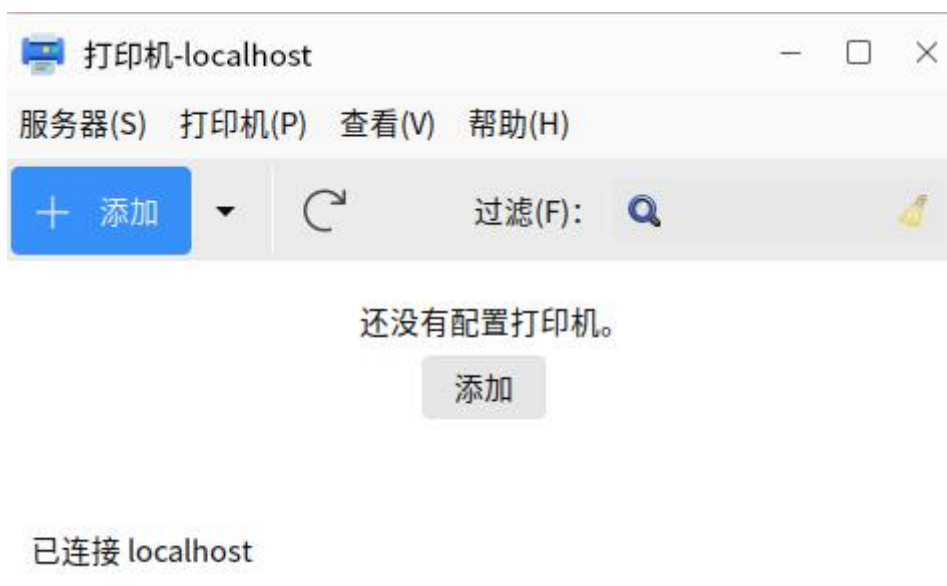 打印机-localhost
服务器(S) 打印机(P) 查看(V) 帮助(H)
添加 过滤(F):
还没有配置打印机。
添加
已连接 localhost